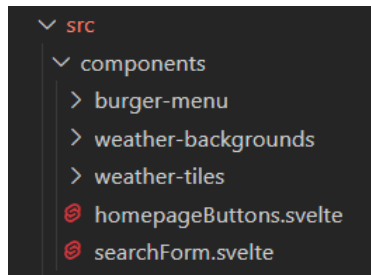 src
components
burger-menu
weather-backgrounds
weather-tiles
homepageButtons.svelte
searchForm.svelte